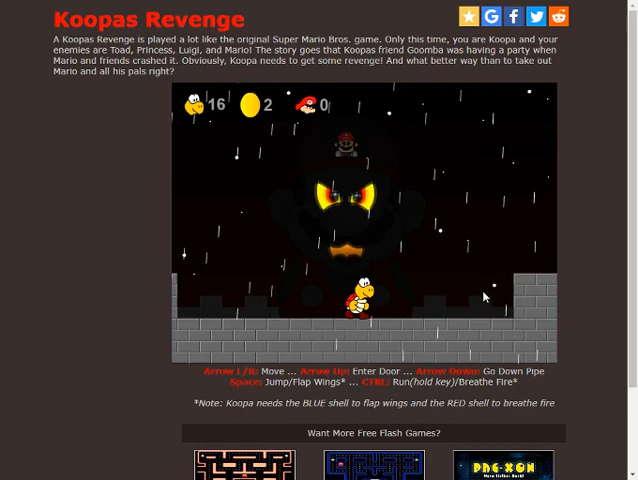 Koopas Revenge
A Koopas Revenge is played a lot like the original Super Mario Bros. game. Only this time, you are Koopa and your
enemies are Toad, Princess, Luigi, and Mario! The story goes that Koopas friend Goomba was having a party when
Mario and friends crashed it. Obviously, Koopa needs to get some revenge! And what better way than to take out
Mario and all his pals right?
16 2 0
Arrow L/R: Move ... Arrow Up: Enter Door ... Arrow Down: Go Down Pipe
Space: Jump/Flap Wings* ... CTRL: Run(hold key)/Breathe Fire*
*Note: Koopa needs the BLUE shell to flap wings and the RED shell to breathe fire
Want More Free Flash Games?
PAC-XON